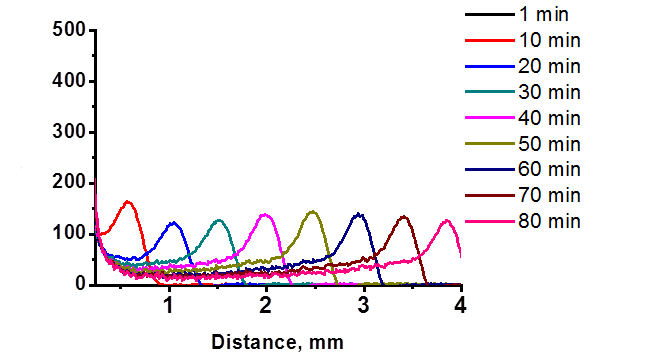 500
400
300
200
100
0
1
2
3
4
Distance, mm
1 min
10 min
20 min
30 min
40 min
50 min
60 min
70 min
80 min